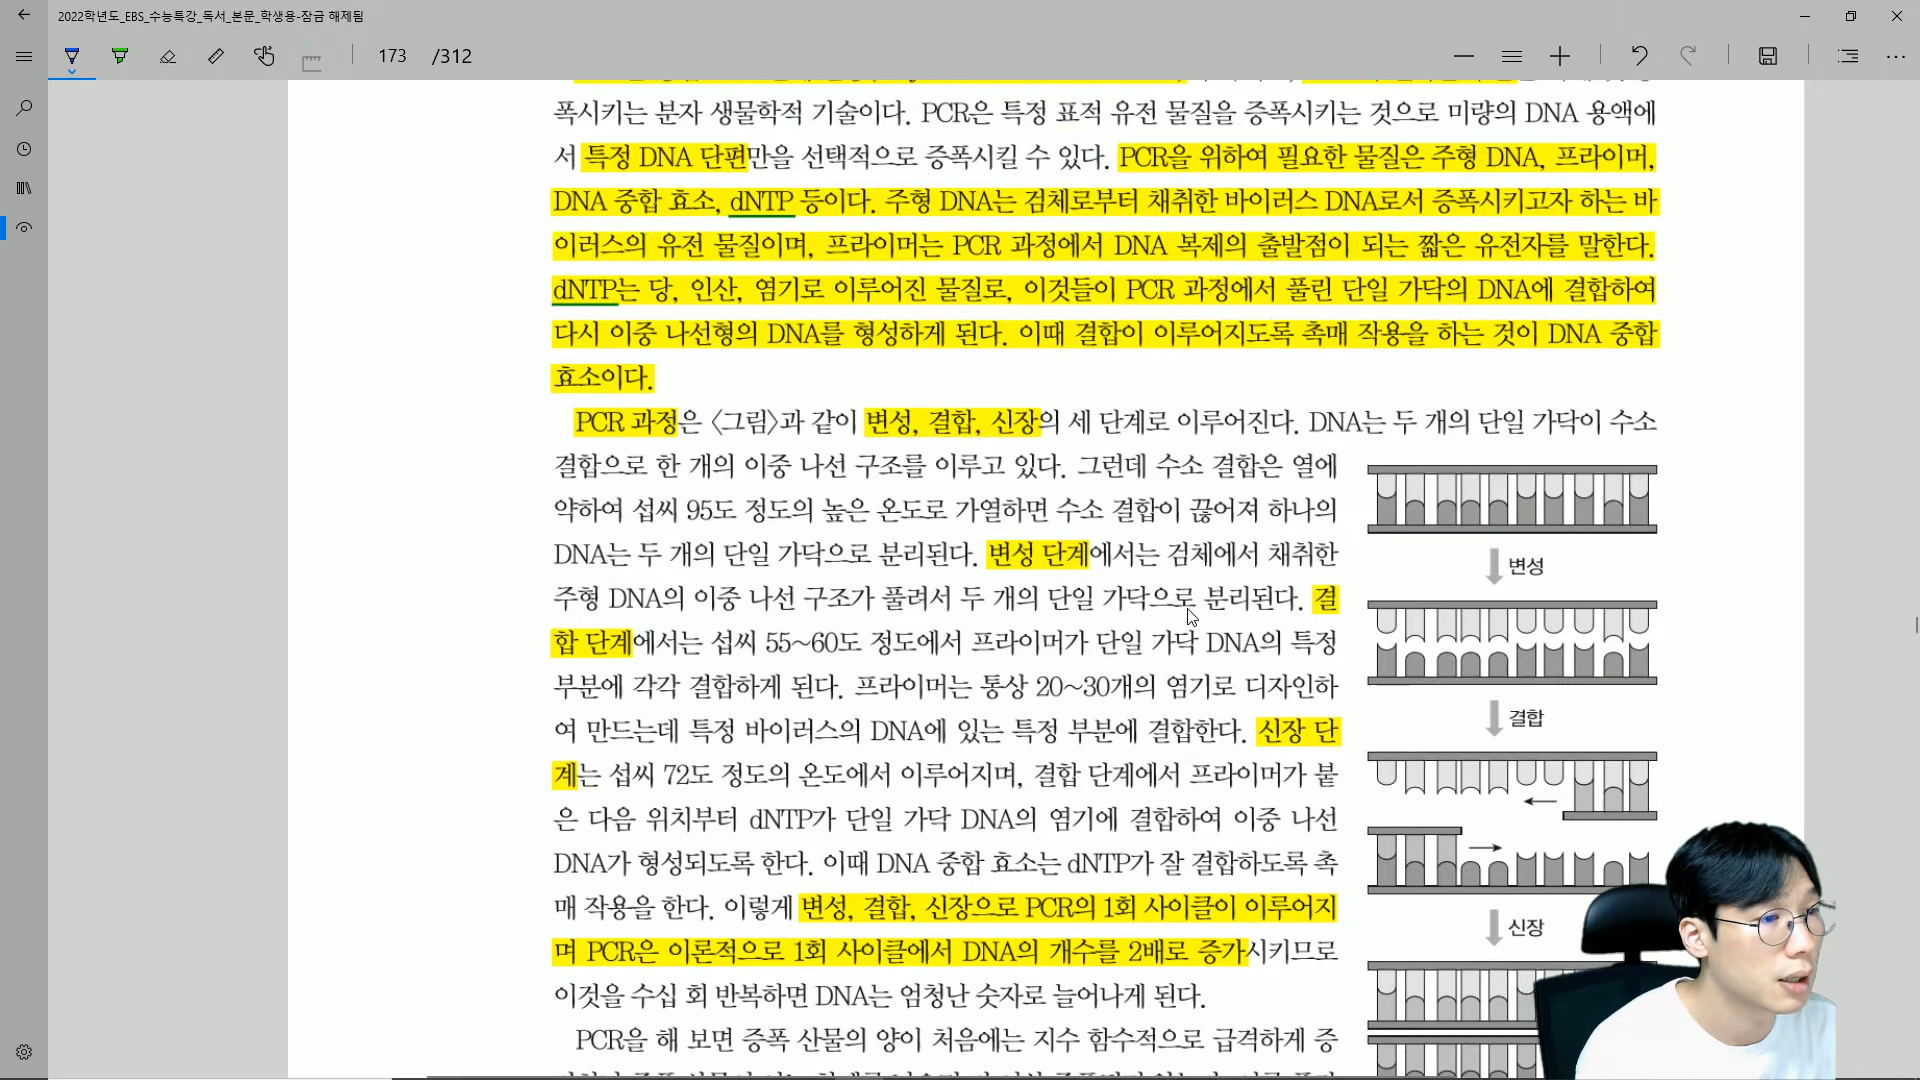 2022학년도_EBS_수능특강_독서_본문_학생용-잠금 해제됨
173 /312
폭시키는 분자 생물학적 기술이다. PCR은 특정 표적 유전 물질을 증폭시키는 것으로 미량의 DNA 용액에
서 특정 DNA 단편만을 선택적으로 증폭시킬 수 있다. PCR을 위하여 필요한 물질은 주형 DNA, 프라이머,
DNA 중합 효소, dNTP 등이다. 주형 DNA는 검체로부터 채취한 바이러스 DNA로서 증폭시키고자 하는 바
이러스의 유전 물질이며, 프라이머는 PCR 과정에서 DNA 복제의 출발점이 되는 짧은 유전자를 말한다.
dNTP는 당, 인산, 염기로 이루어진 물질로, 이것들이 PCR 과정에서 풀린 단일 가닥의 DNA에 결합하여
다시 이중 나선형의 DNA를 형성하게 된다. 이때 결합이 이루어지도록 촉매 작용을 하는 것이 DNA 중합
효소이다.
PCR 과정은 〈그림〉과 같이 변성, 결합, 신장의 세 단계로 이루어진다. DNA는 두 개의 단일 가닥이 수소
결합으로 한 개의 이중 나선 구조를 이루고 있다. 그런데 수소 결합은 열에
약하여 섭씨 95도 정도의 높은 온도로 가열하면 수소 결합이 끊어져 하나의
DNA는 두 개의 단일 가닥으로 분리된다. 변성 단계에서는 검체에서 채취한
주형 DNA의 이중 나선 구조가 풀려서 두 개의 단일 가닥으로 분리된다. 결
합 단계에서는 섭씨 55~60도 정도에서 프라이머가 단일 가닥 DNA의 특정
부분에 각각 결합하게 된다. 프라이머는 통상 20~30개의 염기로 디자인하
여 만드는데 특정 바이러스의 DNA에 있는 특정 부분에 결합한다. 신장 단
계는 섭씨 72도 정도의 온도에서 이루어지며, 결합 단계에서 프라이머가 붙
은 다음 위치부터 dNTP가 단일 가닥 DNA의 염기에 결합하여 이중 나선
DNA가 형성되도록 한다. 이때 DNA 중합 효소는 dNTP가 잘 결합하도록 촉
매 작용을 한다. 이렇게 변성, 결합, 신장으로 PCR의 1회 사이클이 이루어지
며 PCR은 이론적으로 1회 사이클에서 DNA의 개수를 2배로 증가시키므로
이것을 수십 회 반복하면 DNA는 엄청난 숫자로 늘어나게 된다.
PCR을 해 보면 증폭 산물의 양이 처음에는 지수 함수적으로 급격하게 증
변성
결합
신장